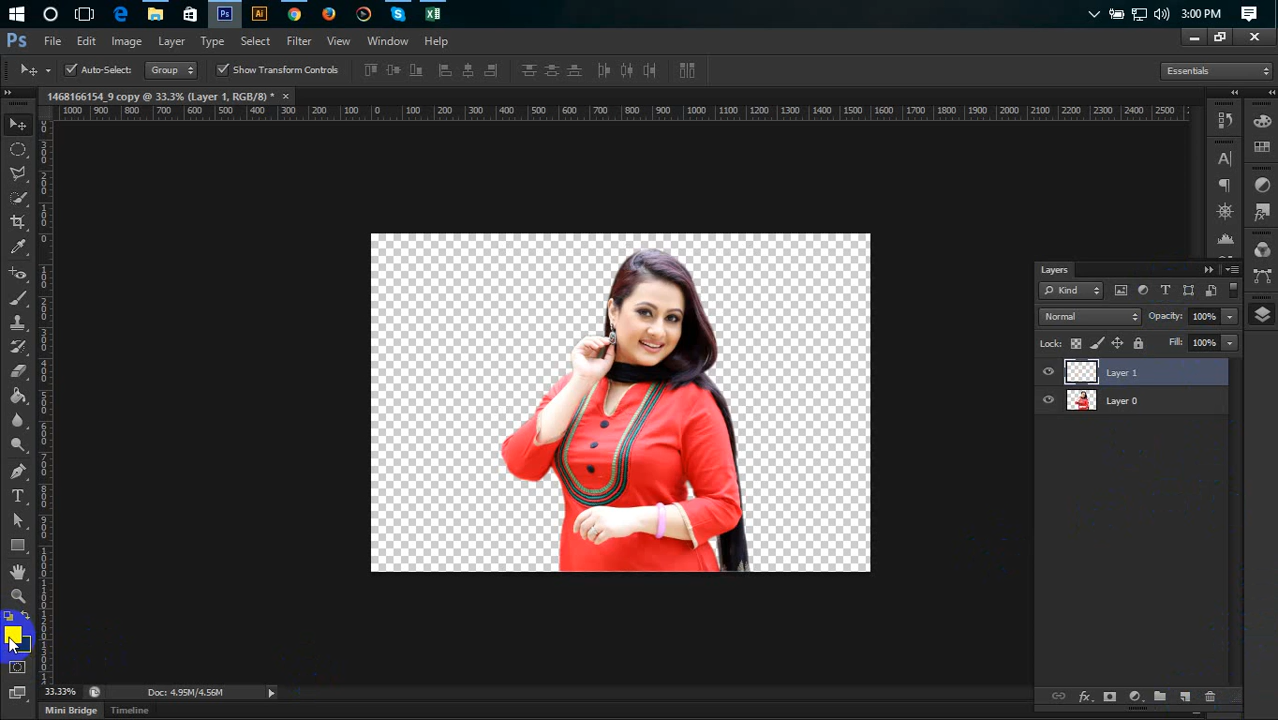 3:00 PM
Ps File Edit Image Layer Type Select Filter View Window Help
Auto-Select: Group Show Transform Controls Essentials
1468166154_9 copy @ 33.3% (Layer 1, RGB/8) * ×
1000 900 800 700 600 500 400 300 200 100 0 100 200 300 400 500 600 700 800 900 1000 1100 1200 1300 1400 1500 1600 1700 1800 1900 2000 2100 2200 2300 2400 2500
Layers
Kind
Normal Opacity: 100%
Lock: Fill: 100%
Layer 1
Layer 0
T
33.33% Doc: 4.95M/4.56M
Mini Bridge Timeline